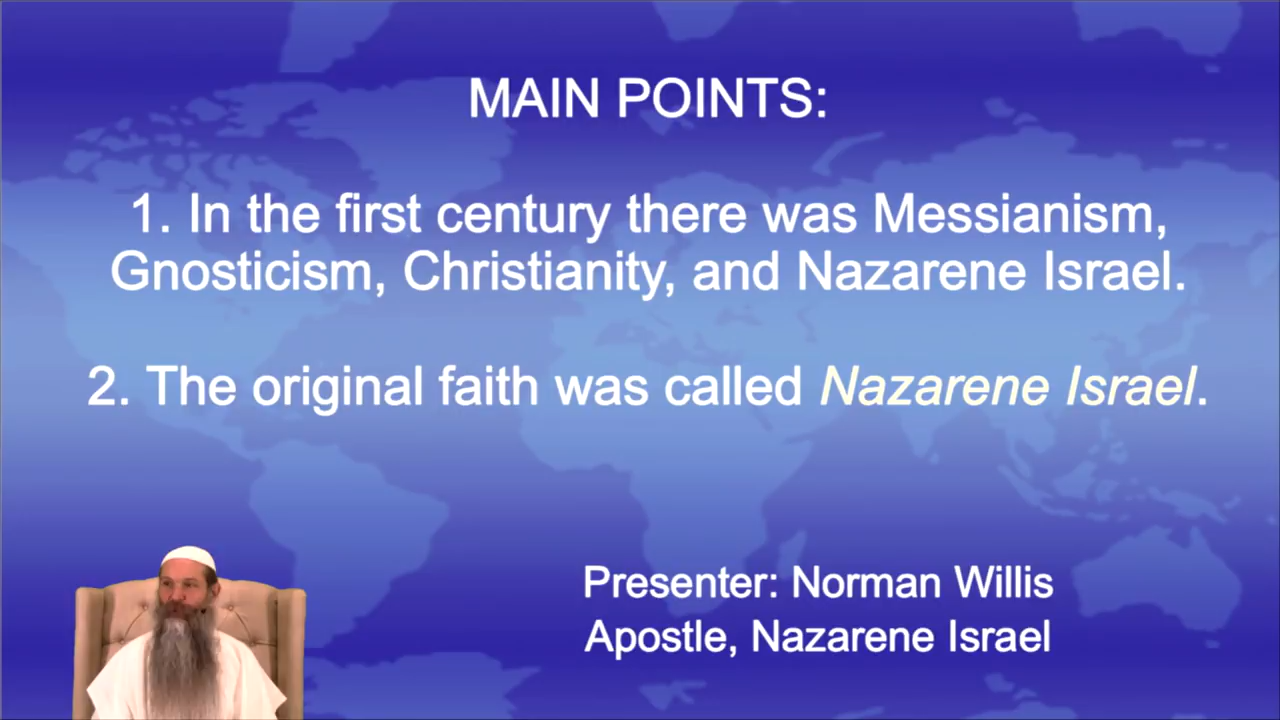 MAIN POINTS:
1. In the first century there was Messianism,
Gnosticism, Christianity, and Nazarene Israel.
2. The original faith was called Nazarene Israel.
Presenter: Norman Willis
Apostle, Nazarene Israel